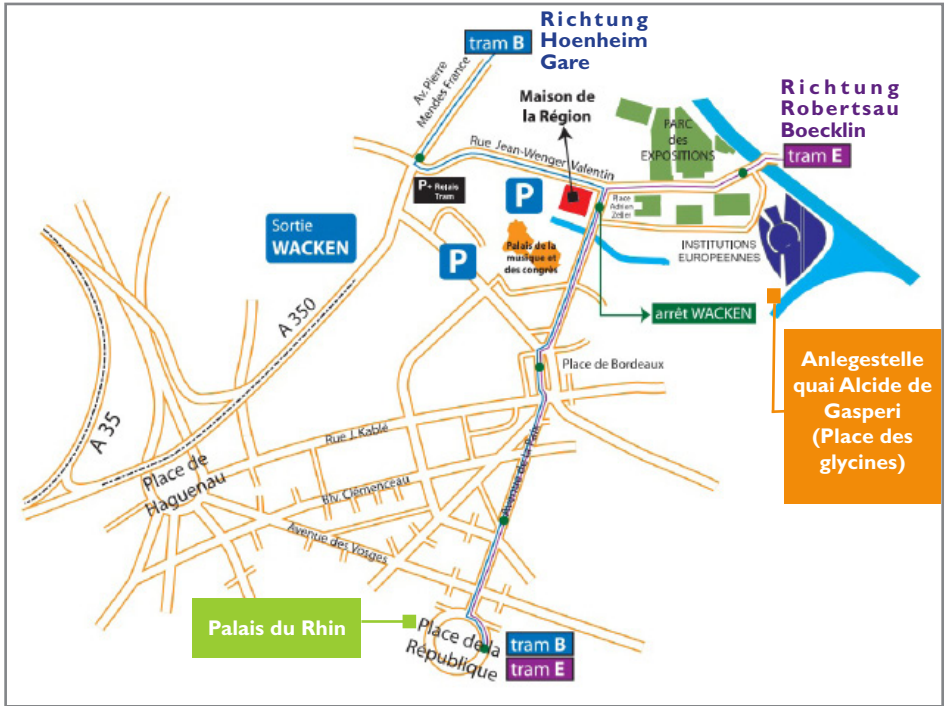 Richtung
Hoenheim
Gare
tram B
Av. Pierre
Mendes France
Maison de
la Région
Richtung
Robertsau
Boecklin
tram E
PARC
des
EXPOSITIONS
Rue Jean-Wenger Valentin
P+ Relais
Tram
P
Place
Adrien
Zeller
Sortie
WACKEN
P
Palais de la
musique et
des congrès
INSTITUTIONS
EUROPEENNES
arrêt WACKEN
A 350
Place de Bordeaux
Anlegestelle
quai Alcide de
Gasperi
(Place des
glycines)
A 35
Rue J. Kablé
Avenue de la Paix
Place de
Haguenau
Blv. Clémenceau
Avenue des Vosges
Palais du Rhin
Place de la
République
tram B
tram E